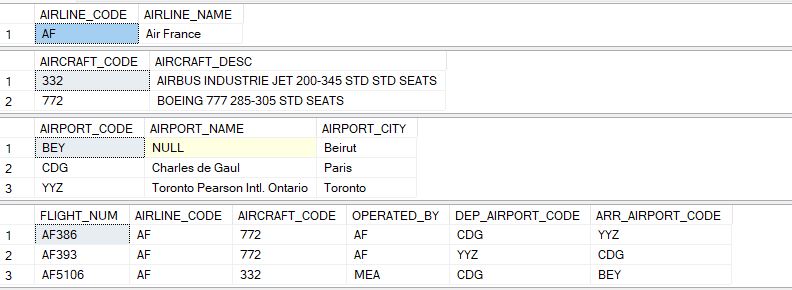 AIRLINE_CODE AIRLINE_NAME
1 AF Air France
AIRCRAFT_CODE AIRCRAFT_DESC
1 332 AIRBUS INDUSTRIE JET 200-345 STD STD SEATS
2 772 BOEING 777 285-305 STD SEATS
AIRPORT_CODE AIRPORT_NAME AIRPORT_CITY
1 BEY NULL Beirut
2 CDG Charles de Gaul Paris
3 YYZ Toronto Pearson Intl. Ontario Toronto
FLIGHT_NUM AIRLINE_CODE AIRCRAFT_CODE OPERATED_BY DEP_AIRPORT_CODE ARR_AIRPORT_CODE
1 AF386 AF 772 AF CDG YYZ
2 AF393 AF 772 AF YYZ CDG
3 AF5106 AF 332 MEA CDG BEY